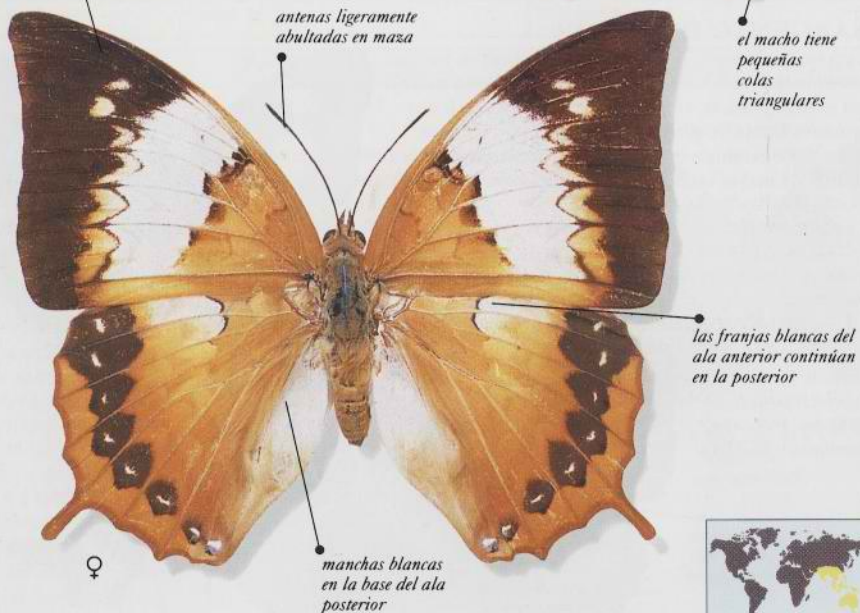 antenas ligeramente
abultadas en maza
el macho tiene
pequeñas
colas
triangulares
las franjas blancas del
ala anterior continúan
en la posterior
manchas blancas
en la base del ala
posterior
♀